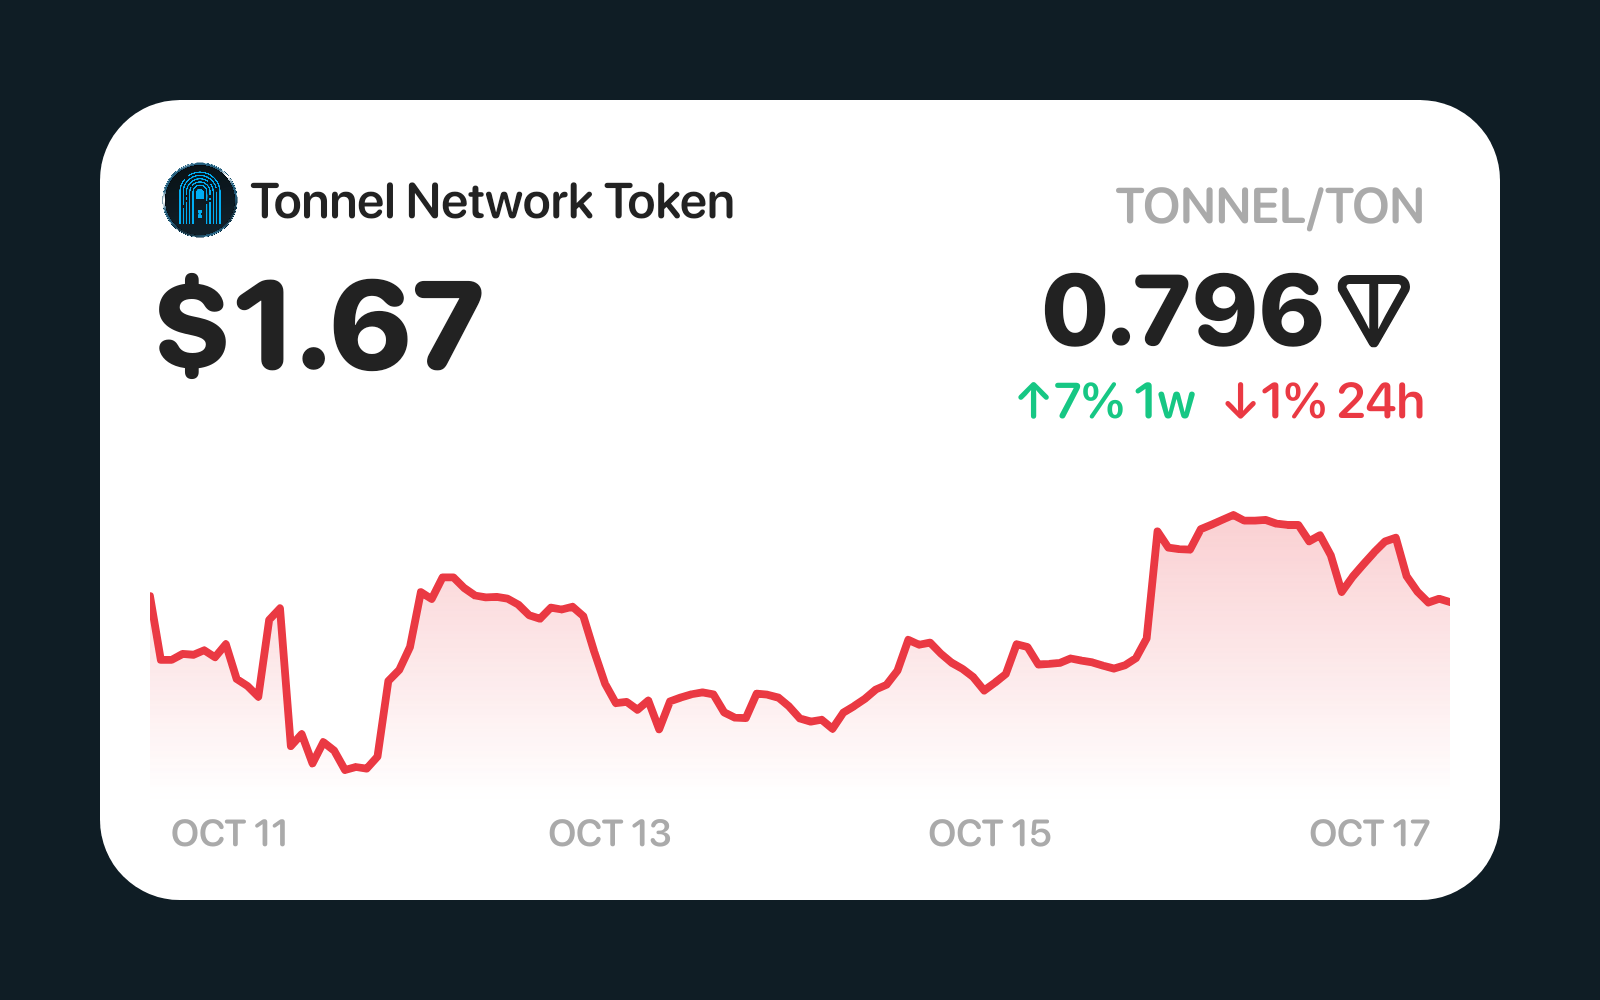 Tonnel Network Token
TONNEL/TON
$1.67
0.796
↑7% 1w ↓1% 24h
OCT 11 OCT 13 OCT 15 OCT 17